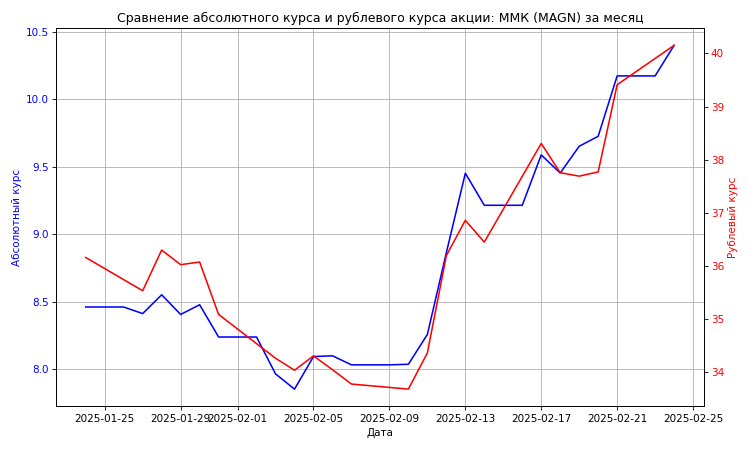 Сравнение абсолютного курса и рублевого курса акции: ММК (MAGN) за месяц
10.5
10.0
9.5
9.0
8.5
8.0
Абсолютный курс
40
39
38
37
36
35
34
Рублевый курс
2025-01-25 2025-01-29 2025-02-01 2025-02-05 2025-02-09 2025-02-13 2025-02-17 2025-02-21 2025-02-25
Дата